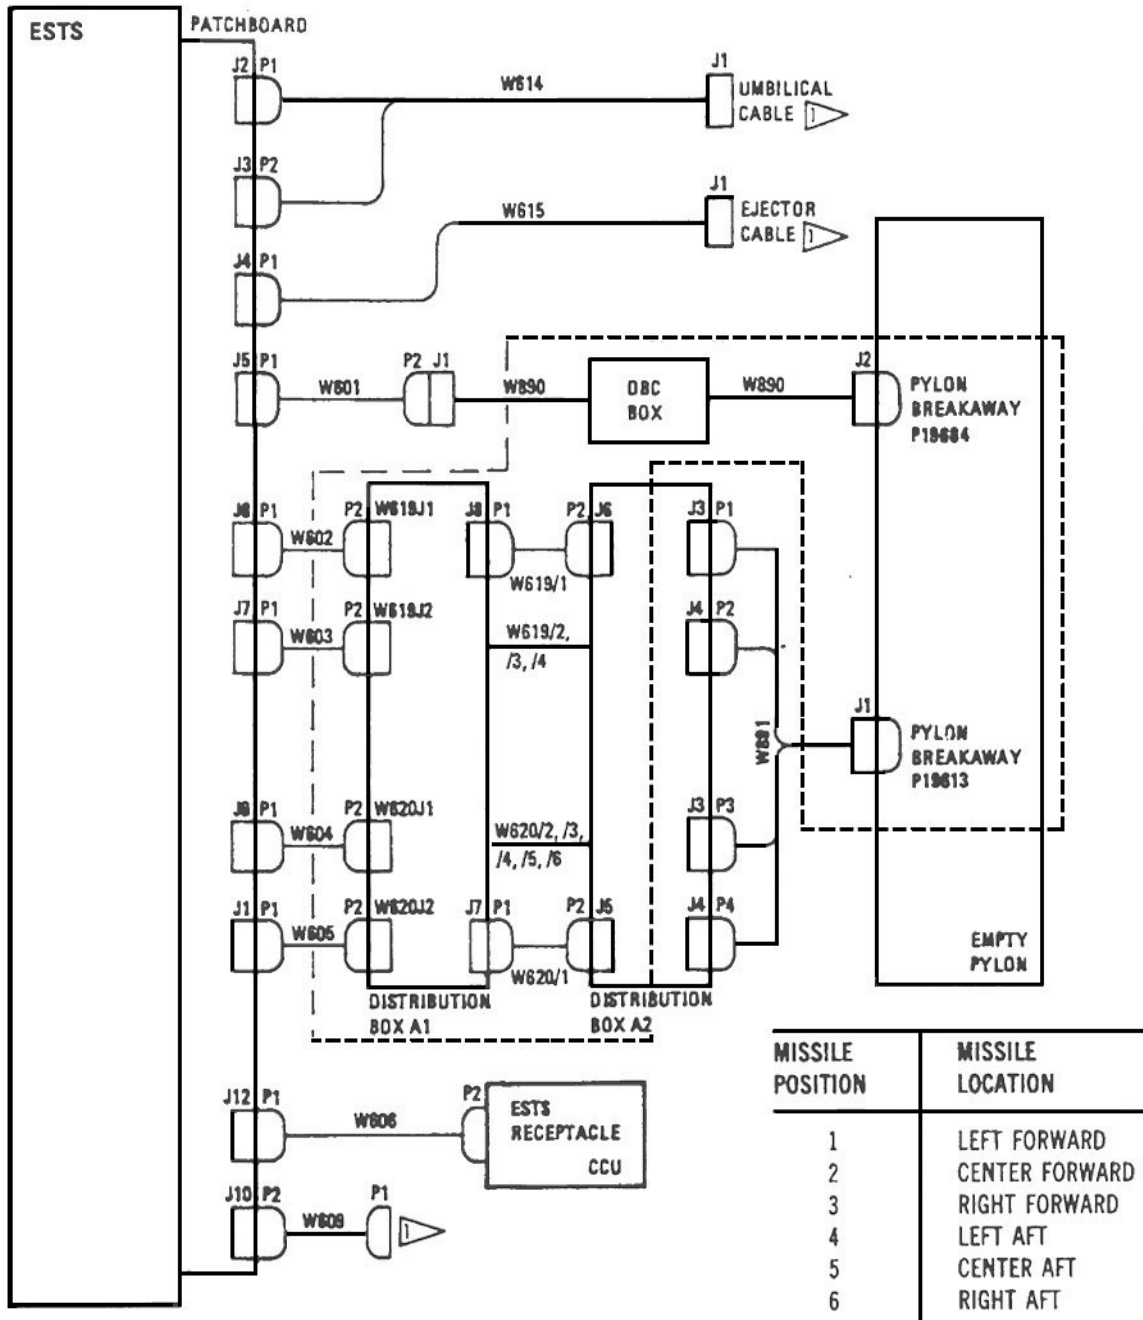 ESTS
PATCHBOARD
J2 P1
W614
J1
UMBILICAL
CABLE 1
J3 P2
J1
W615
EJECTOR
CABLE 1
J4 P1
J5 P1
W601
P2 J1
W890
DBC
BOX
W890
J2
PYLON
BREAKAWAY
P19684
J6 P1
W602
P2 W619J1
J8 P1
W619/1
P2 J6
J3 P1
J7 P1
W603
P2 W619J2
W619/2,
/3, /4
J4 P2
W891
J1
PYLON
BREAKAWAY
P19613
P1
W604
P2 W620J1
W620/2, /3,
/4, /5, /6
J3 P3
J1 P1
W605
P2 W620J2
J7 P1
W620/1
P2 J5
J4 P4
EMPTY
PYLON
DISTRIBUTION
BOX A1
DISTRIBUTION
BOX A2
J12 P1
W606
P2
ESTS
RECEPTACLE
CCU
J10 P2
W609
P1
1
MISSILE
POSITION
MISSILE
LOCATION
1 LEFT FORWARD
2 CENTER FORWARD
3 RIGHT FORWARD
4 LEFT AFT
5 CENTER AFT
6 RIGHT AFT